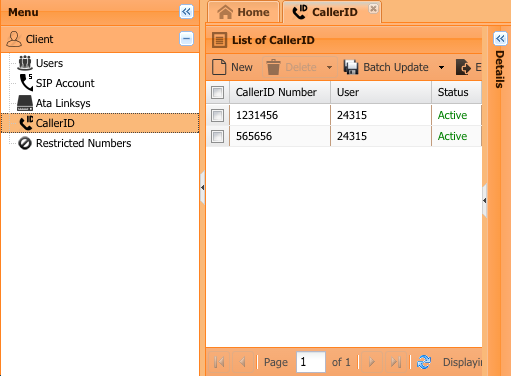 Menu
Client
Users
SIP Account
Ata Linksys
CallerID
Restricted Numbers
Home
CallerID
List of CallerID
New Delete Batch Update E
CallerID Number User Status
1231456 24315 Active
565656 24315 Active
Page 1 of 1 Displayi
Details